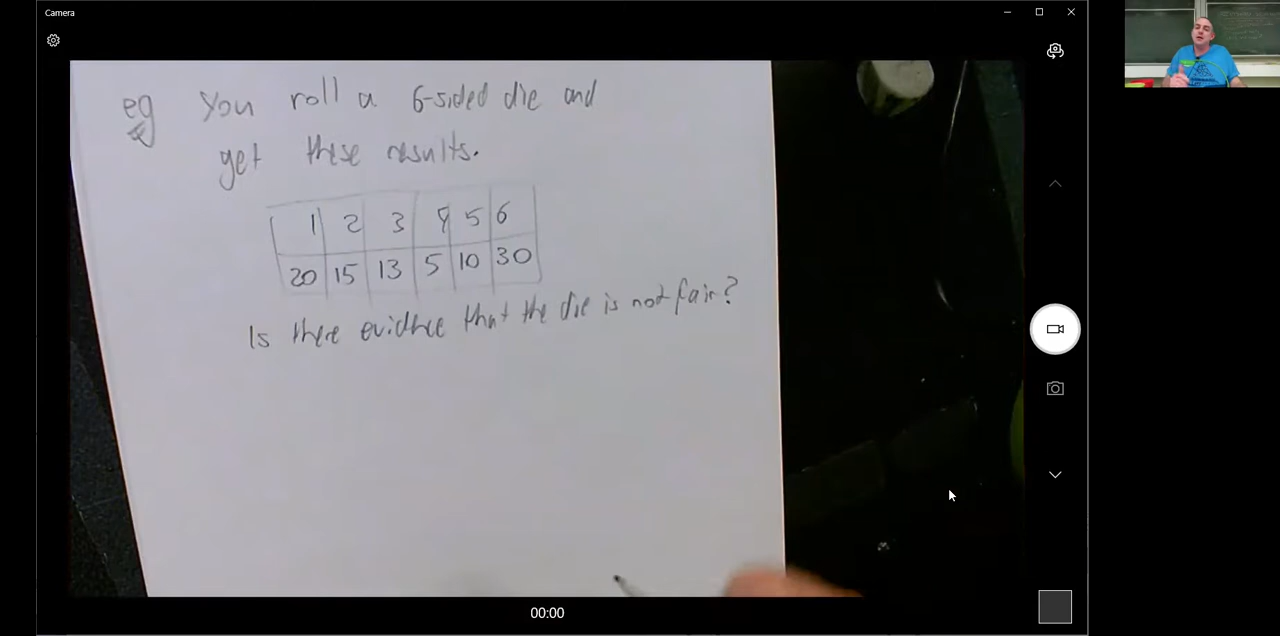 Camera
eg You roll a 6-sided die and
get these results.
1 2 3 4 5 6
20 15 13 5 10 30
Is there evidence that the die is not fair?
00:00